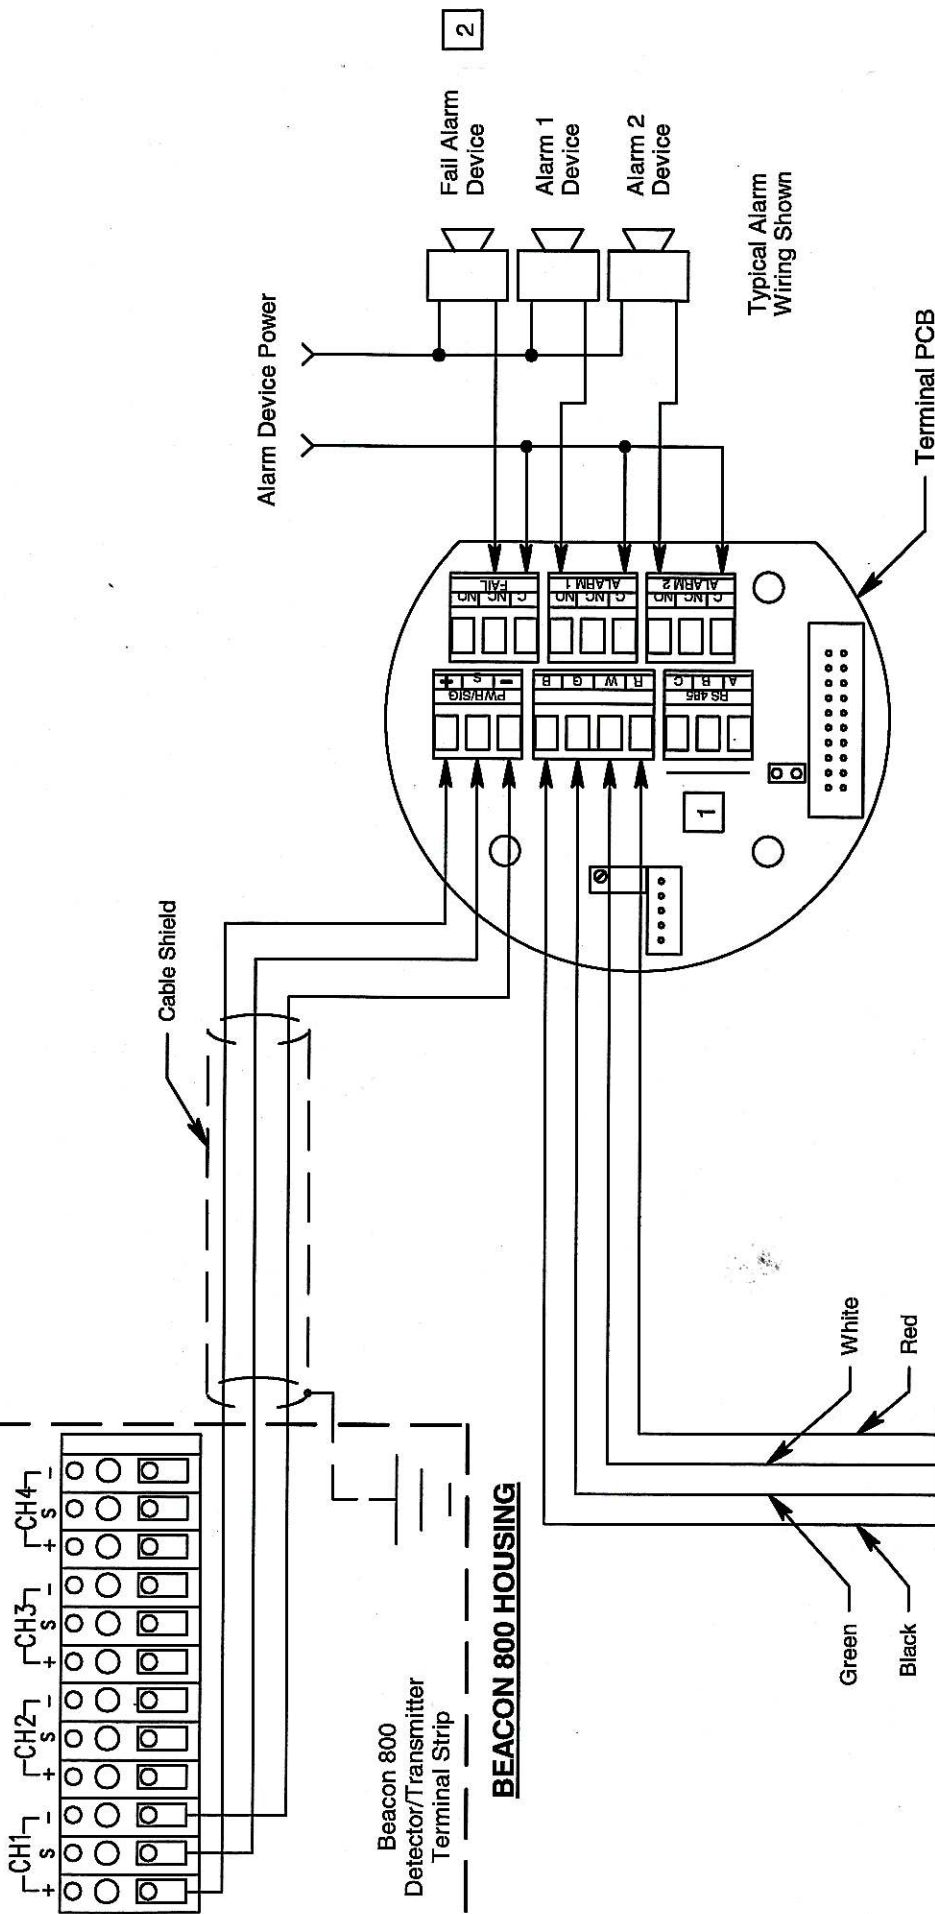 2
Fail Alarm
Device
Alarm 1
Device
Alarm 2
Device
Typical Alarm
Wiring Shown
Alarm Device Power
Terminal PCB
FAIL
NO NC C
ALARM 1
NO NC C
ALARM 2
NO NC C
+ S -
PWR/SIG
B G W R
C B A
RS 485
1
Cable Shield
White
Red
Green
Black
CH1 CH2 CH3 CH4
+ S - + S - + S - + S -
Beacon 800
Detector/Transmitter
Terminal Strip
BEACON 800 HOUSING